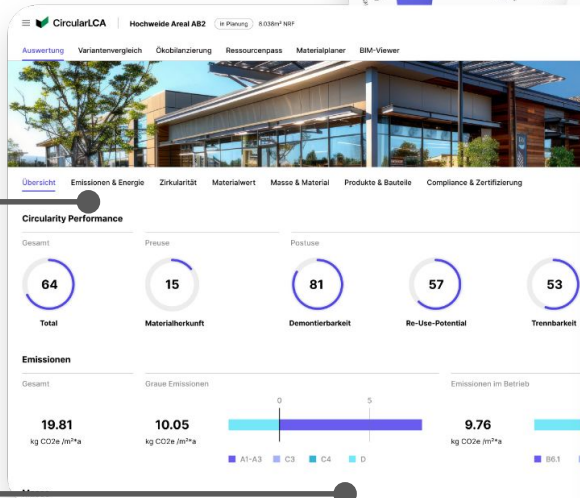 CircularLCA Hochweide Areal AB2 In Planung 8.036m² NRF
Auswertung Variantenvergleich Ökobilanzierung Ressourcenpass Materialplaner BIM-Viewer
Übersicht Emissionen & Energie Zirkularität Materialwert Masse & Material Produkte & Bauteile Compliance & Zertifizierung
Circularity Performance
Gesamt Preuse Postuse
64 15 81 57 53
Total Materialherkunft Demontierbarkeit Re-Use-Potential Trennbarkeit
Emissionen
Gesamt Graue Emissionen Emissionen im Betrieb
0 5
19.81 10.05 9.76
kg CO2e /m²*a kg CO2e /m²*a kg CO2e /m²*a
A1-A3 C3 C4 D B6.1